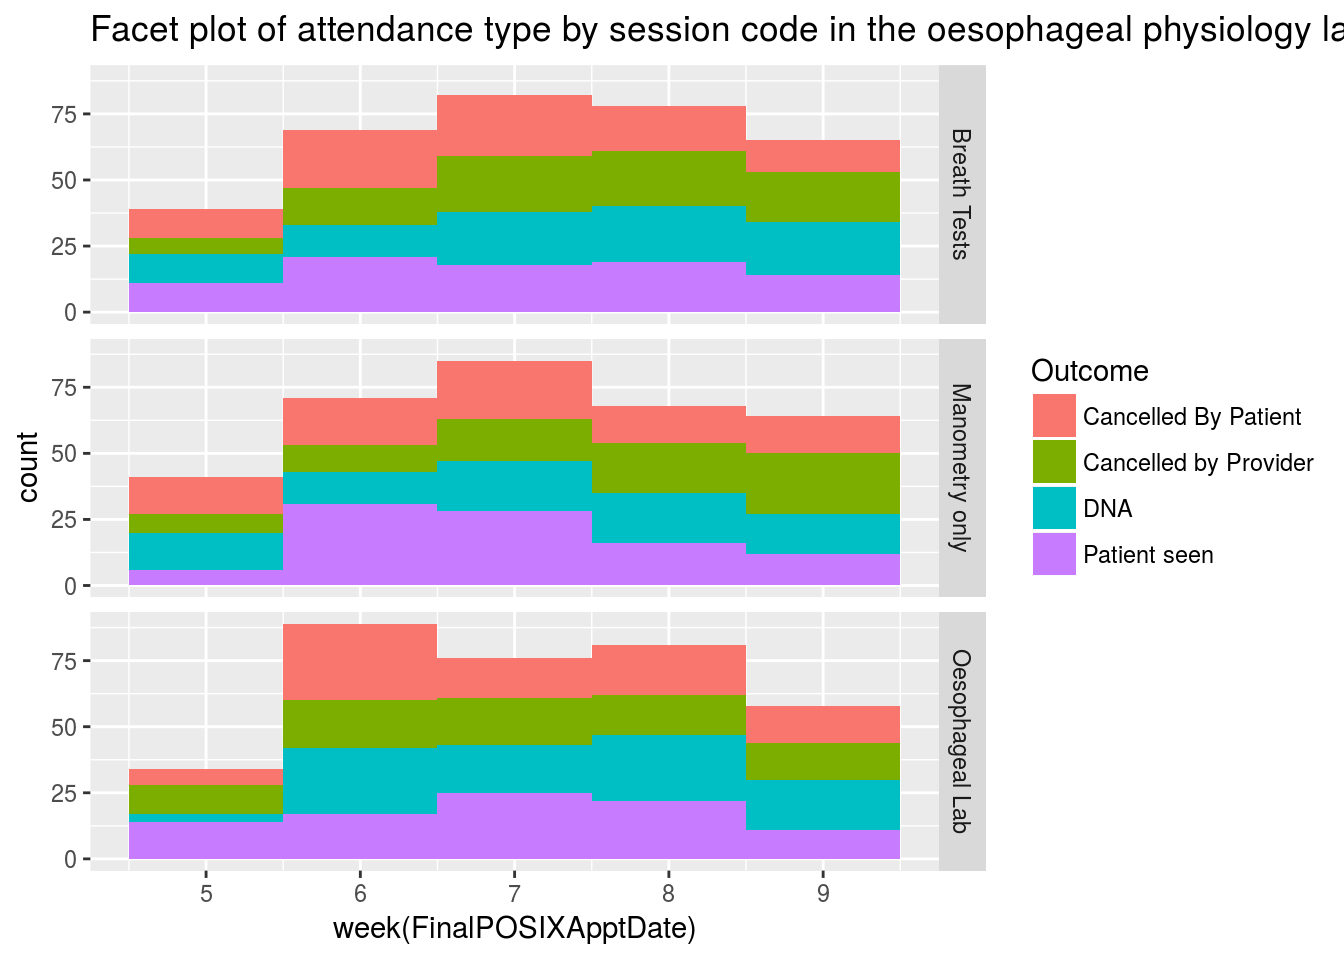 Facet plot of attendance type by session code in the oesophageal physiology
75
50
25
0
Breath Tests
75
50
25
0
Manometry only
75
50
25
0
Oesophageal Lab
count
5 6 7 8 9
week(FinalPOSIXApptDate)
Outcome
Cancelled By Patient
Cancelled by Provider
DNA
Patient seen